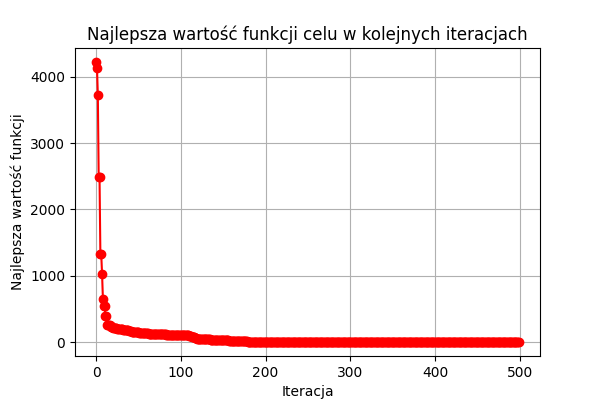 Najlepsza wartość funkcji celu w kolejnych iteracjach
Najlepsza wartość funkcji
4000
3000
2000
1000
0
0 100 200 300 400 500
Iteracja